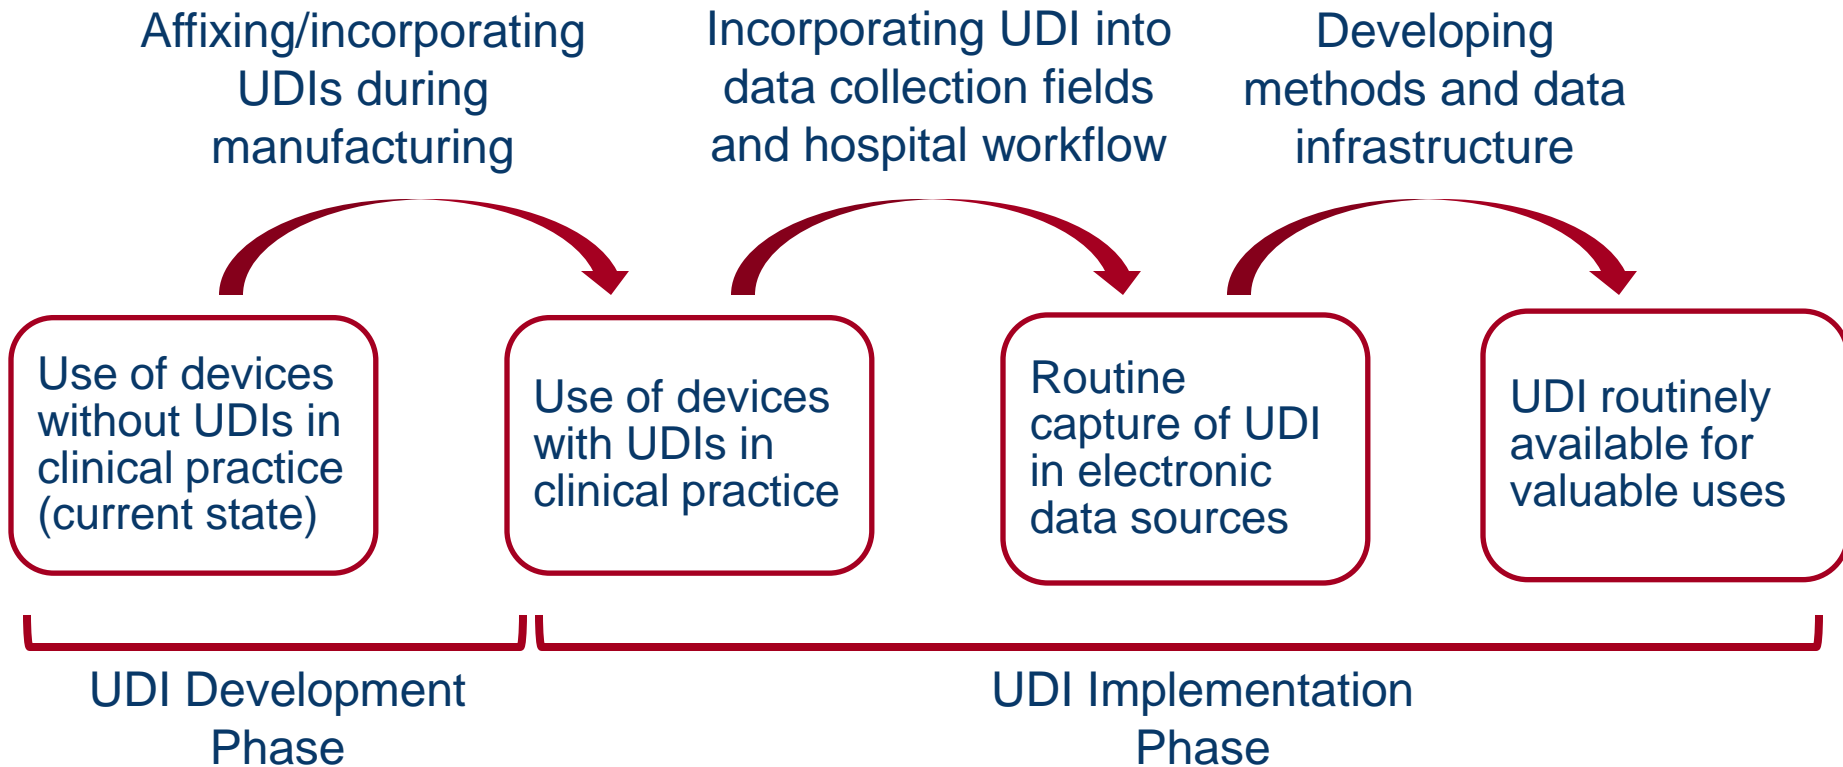 Affixing/incorporating
UDIs during
manufacturing
Incorporating UDI into
data collection fields
and hospital workflow
Developing
methods and data
infrastructure
Use of devices
without UDIs in
clinical practice
(current state)
Use of devices
with UDIs in
clinical practice
Routine
capture of UDI
in electronic
data sources
UDI routinely
available for
valuable uses
UDI Development
Phase
UDI Implementation
Phase